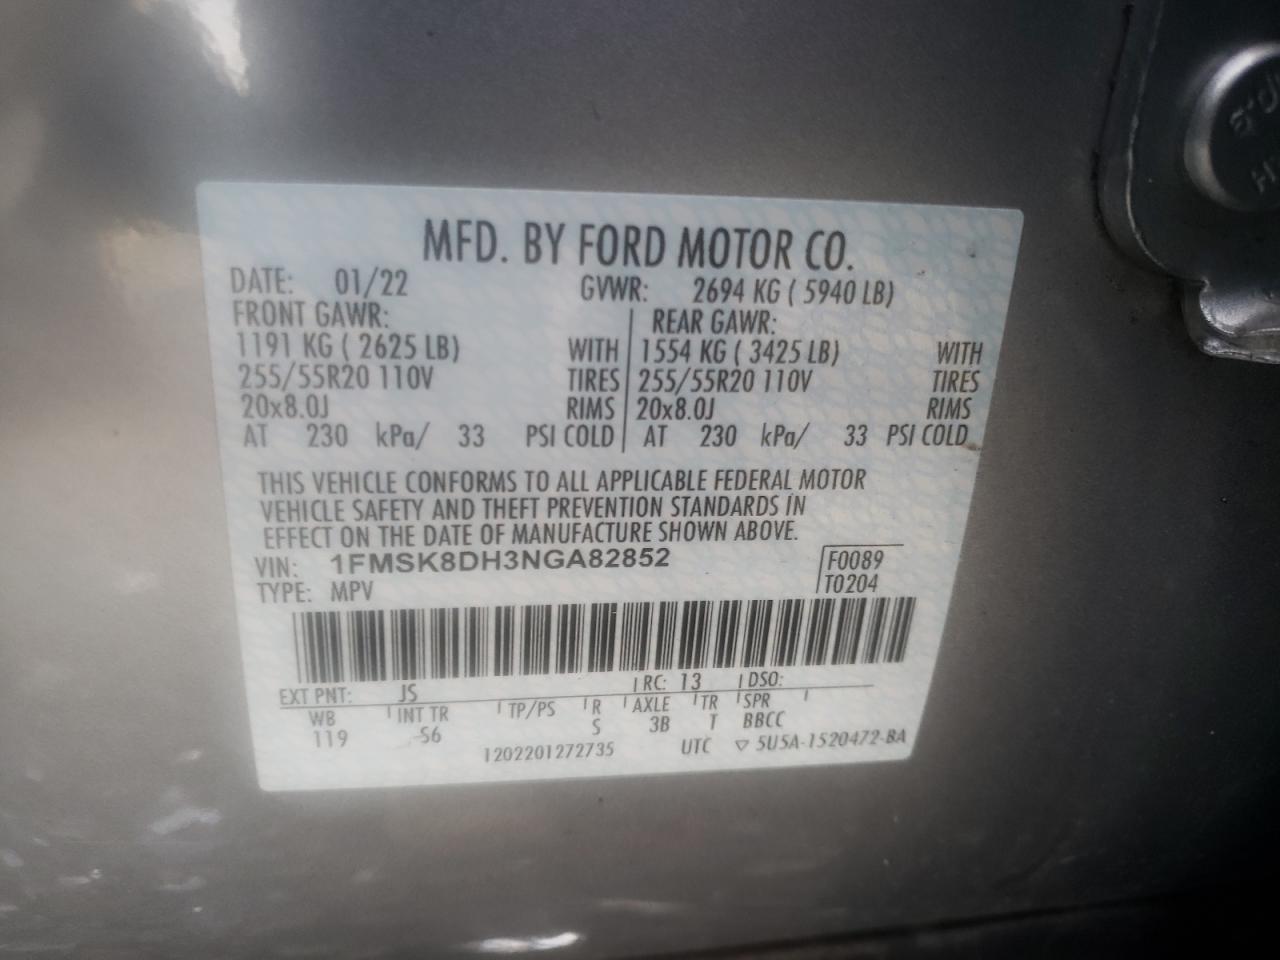 MFD. BY FORD MOTOR CO.
DATE: 01/22 GVWR: 2694 KG ( 5940 LB)
FRONT GAWR: REAR GAWR:
1191 KG ( 2625 LB) WITH 1554 KG ( 3425 LB) WITH
255/55R20 110V TIRES 255/55R20 110V TIRES
20x8.0J RIMS 20x8.0J RIMS
AT 230 kPa/ 33 PSI COLD AT 230 kPa/ 33 PSI COLD
THIS VEHICLE CONFORMS TO ALL APPLICABLE FEDERAL MOTOR
VEHICLE SAFETY AND THEFT PREVENTION STANDARDS IN
EFFECT ON THE DATE OF MANUFACTURE SHOWN ABOVE.
VIN: 1FMSK8DH3NGA82852 F0089
TYPE: MPV T0204
EXT PNT: JS RC: 13 DSO:
WB INT TR TP/PS R AXLE TR SPR
119 S6 S 3B T BBCC
1202201272735 UTC ▽ 5U5A-1520472-BA